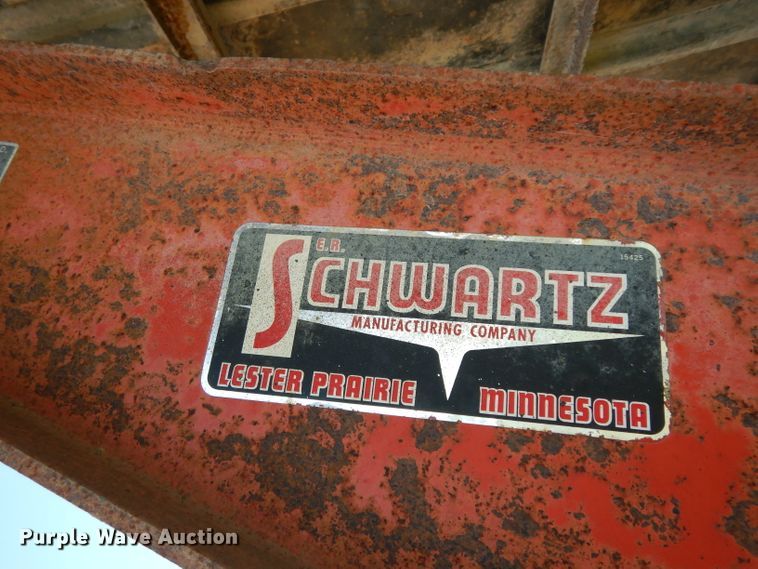 E.R.
SCHWARTZ
15425
MANUFACTURING COMPANY
LESTER PRAIRIE MINNESOTA
Purple Wave Auction